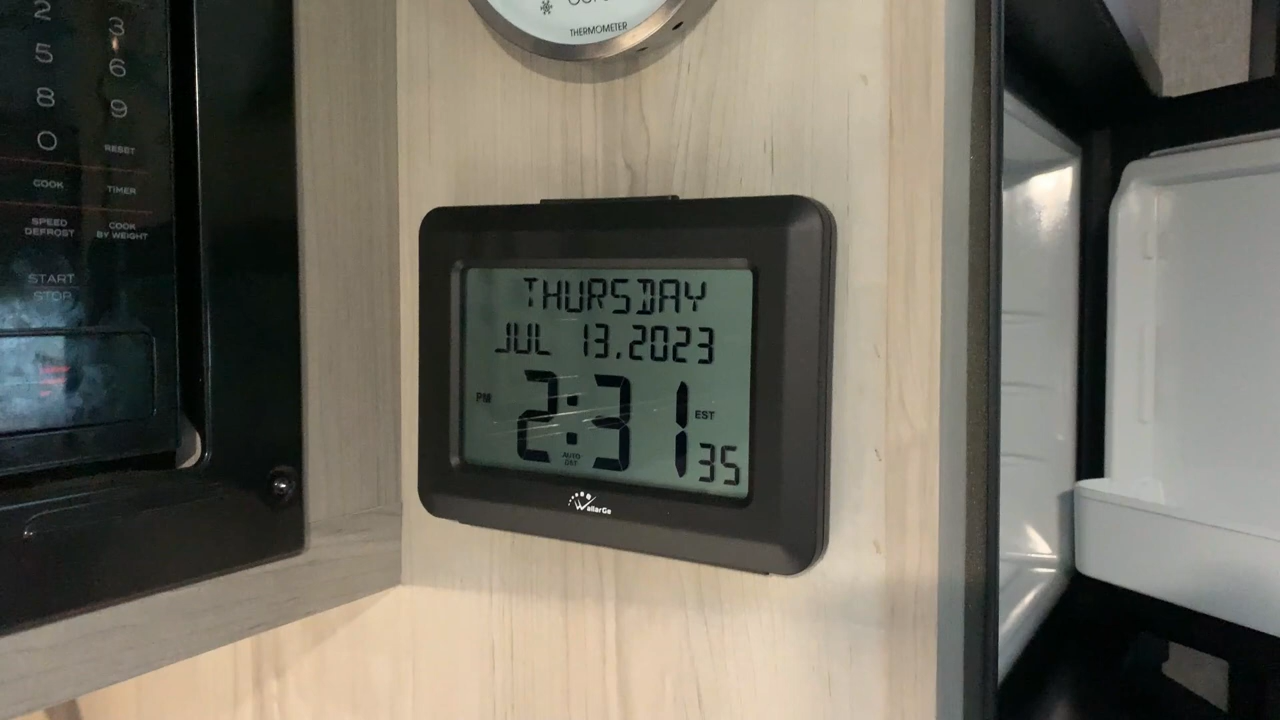 THERMOMETER
2 3
5 6
8 9
0 RESET
COOK TIMER
SPEED DEFROST
COOK BY WEIGHT
START
STOP
THURSDAY
JUL 13,2023
PM 2:31 EST
35
AUTO DST
WallarGe